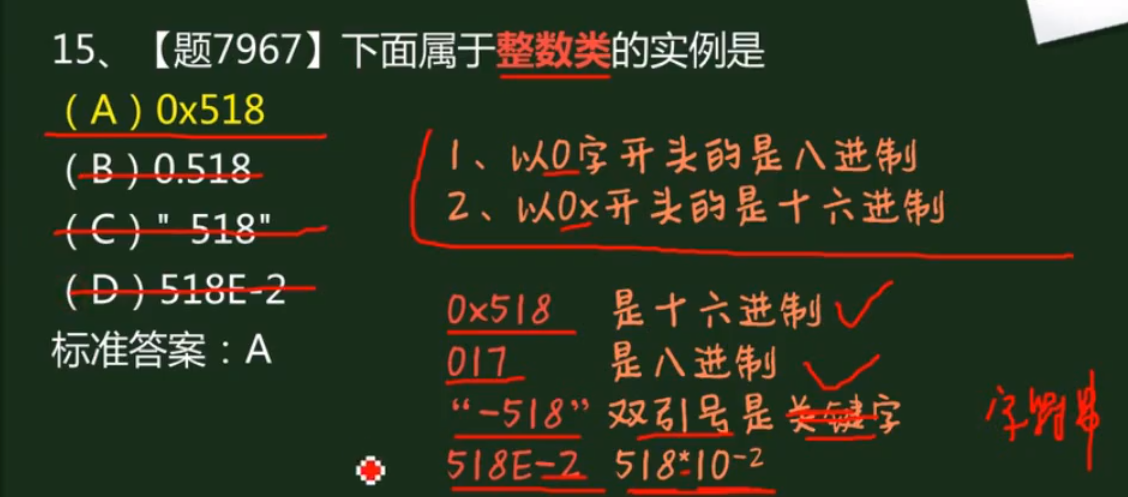 15、【题7967】下面属于整数类的实例是
（A）0x518
（B）0.518
（C）" 518"
（D）518E-2
标准答案：A
1、以0字开头的是八进制
2、以0x开头的是十六进制
0x518 是十六进制
017 是八进制
“-518” 双引号是关键字 字符串
518E-2 518*10-2